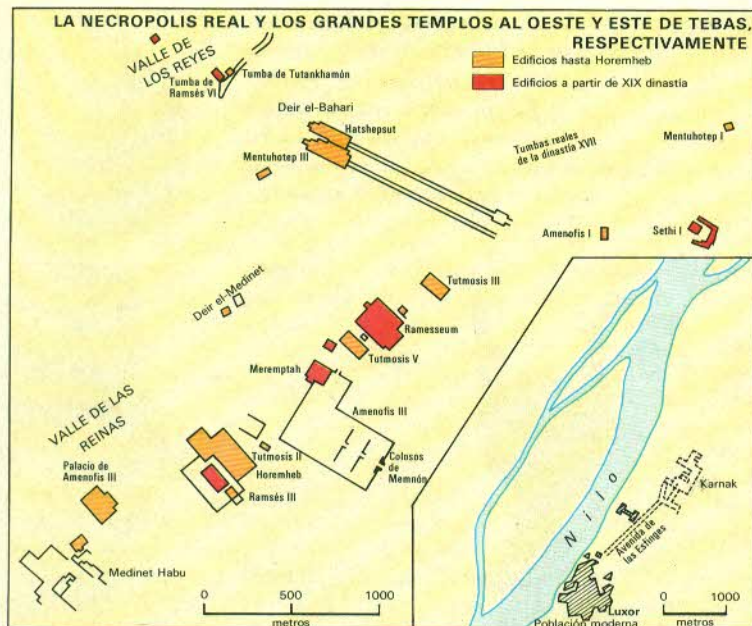 LA NECROPOLIS REAL Y LOS GRANDES TEMPLOS AL OESTE Y ESTE DE TEBAS,
RESPECTIVAMENTE
Edificios hasta Horemheb
Edificios a partir de XIX dinastía
VALLE DE
LOS REYES
Tumba de
Ramsés VI
Tumba de Tutankhamón
Deir el-Bahari
Hatshepsut
Mentuhotep III
Tumbas reales
de la dinastía XVII
Mentuhotep I
Amenofis I
Sethi I
Deir el-Medinet
Tutmosis III
Ramesseum
Tutmosis V
Meremptah
Amenofis III
Colosos
de
Memnón
VALLE DE LAS
REINAS
Palacio de
Amenofis III
Tutmosis II
Horemheb
Ramsés III
Medinet Habu
0 500 1000
metros
Nilo
Karnak
Avenida de
las Esfinges
Luxor
Población moderna
0 1000
metros